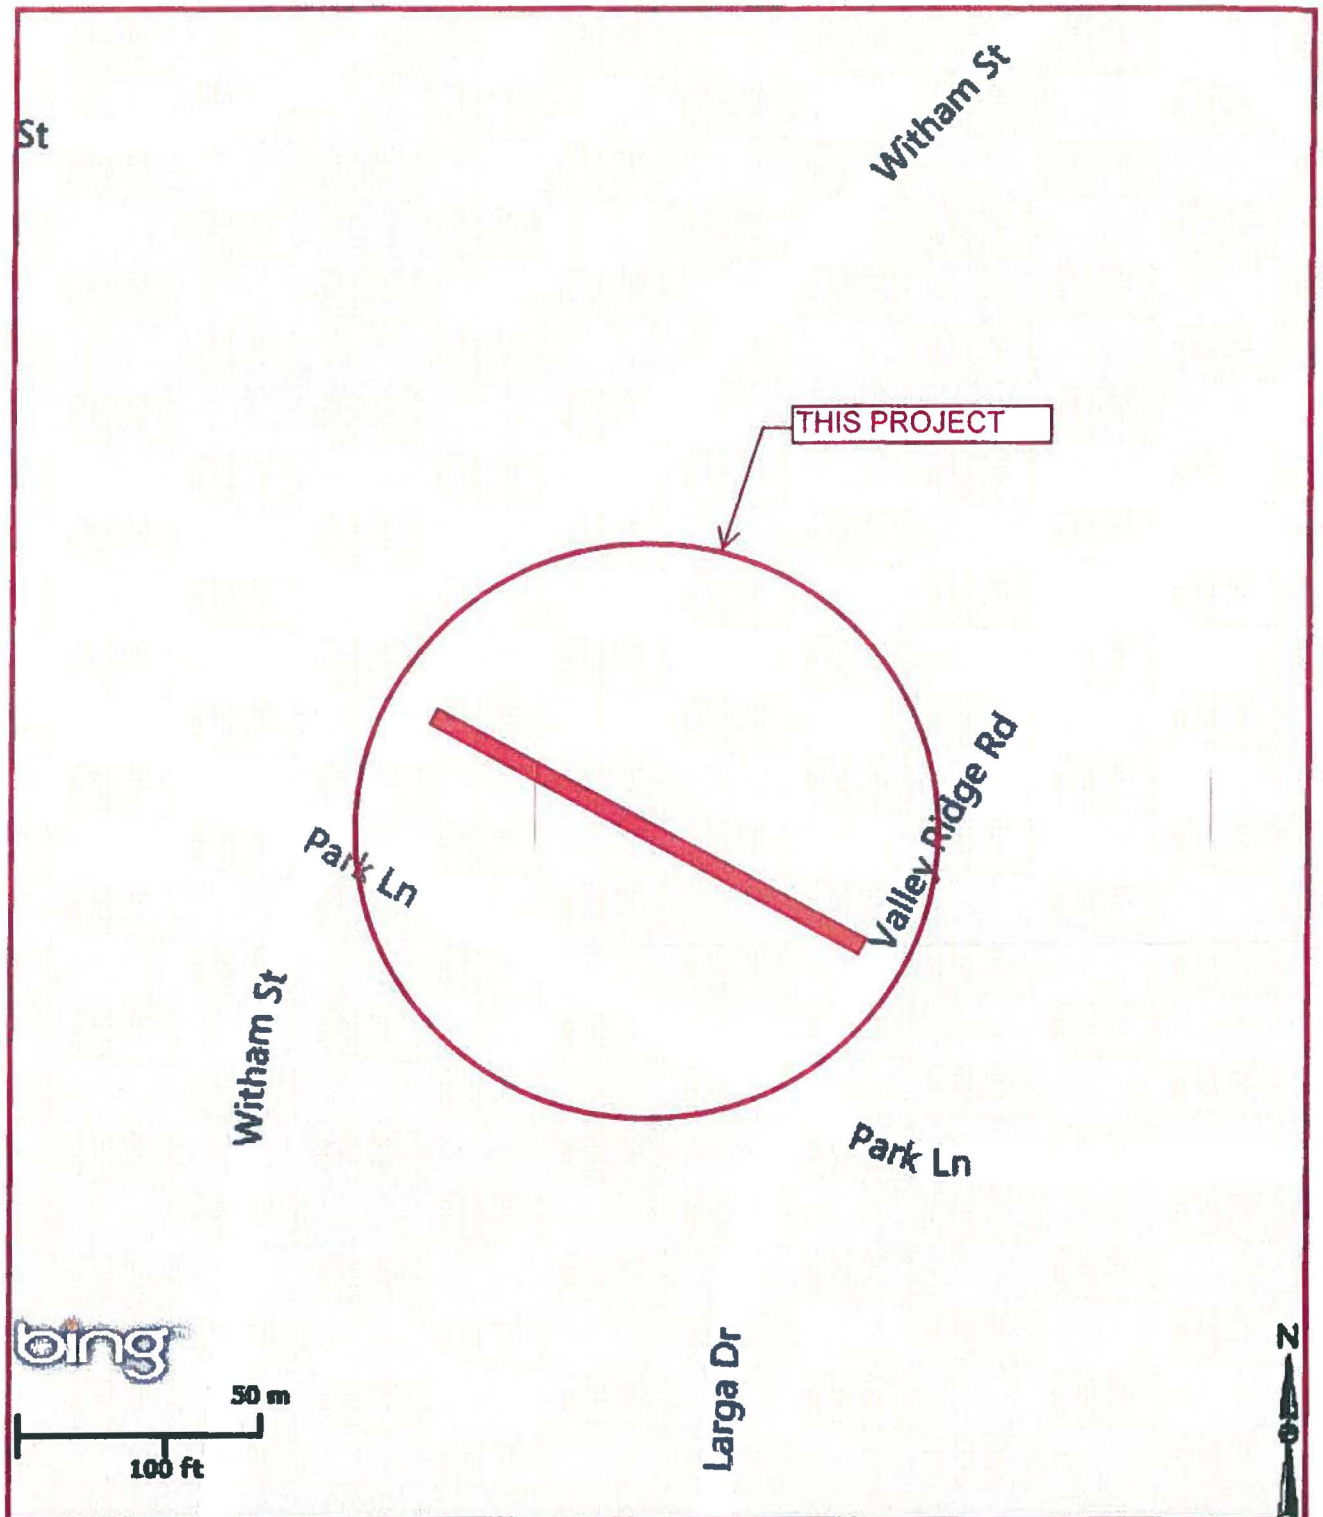 Witham St
St
THIS PROJECT
Valley Ridge Rd
Park Ln
Witham St
Park Ln
bing
50 m
100 ft
Larga Dr
N